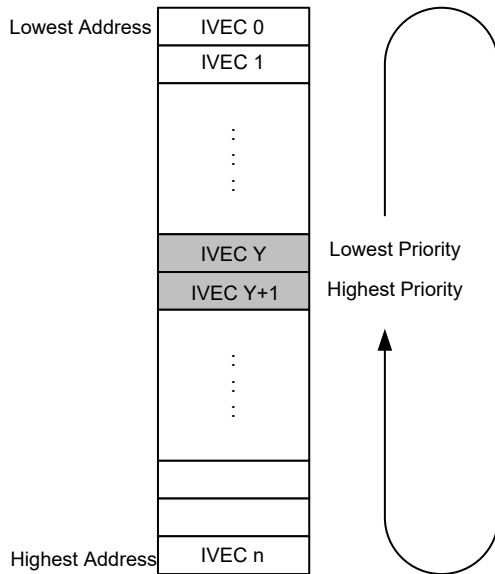 Lowest Address
IVEC 0
IVEC 1
IVEC Y
Lowest Priority
IVEC Y+1
Highest Priority
Highest Address
IVEC n